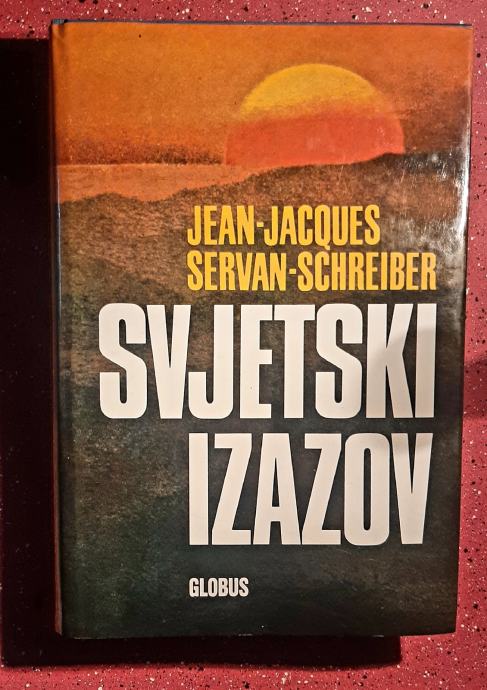 JEAN-JACQUES
SERVAN-SCHREIBER
SVJETSKI
IZAZOV
GLOBUS